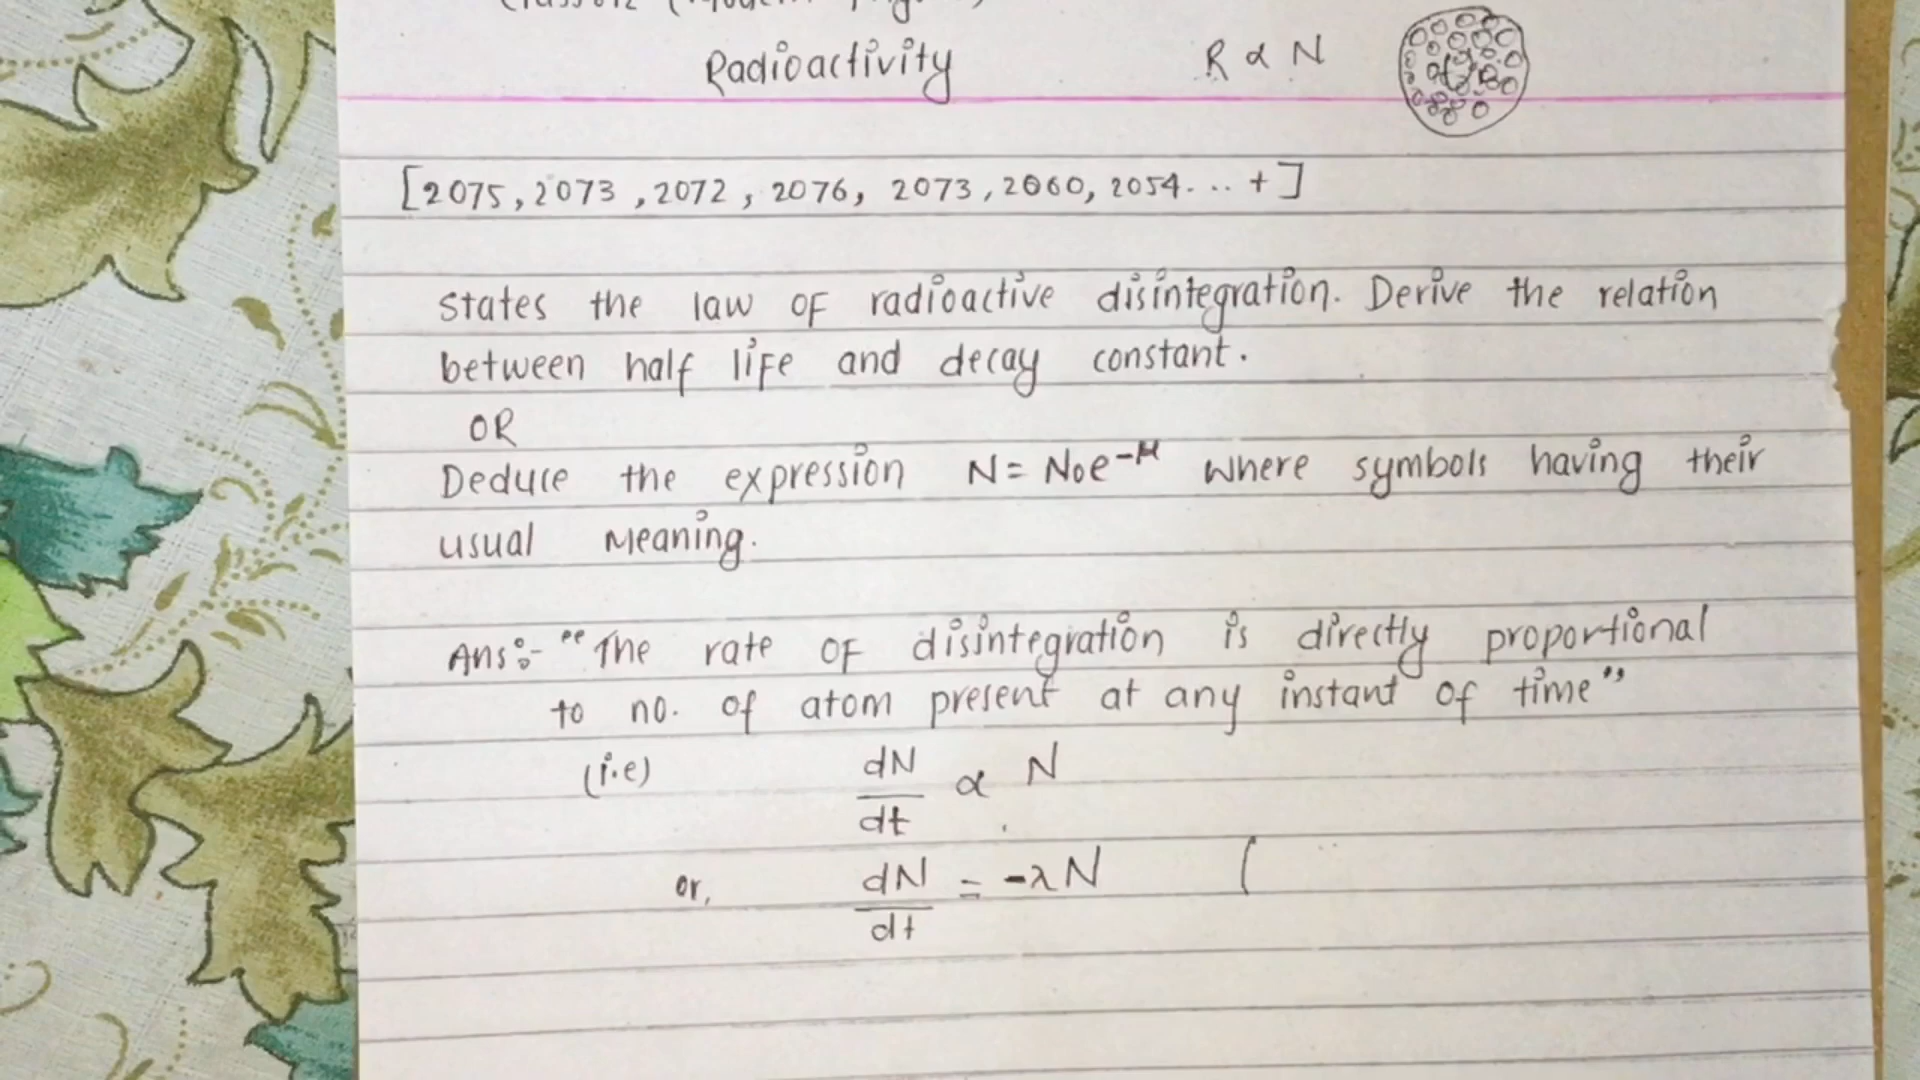 Radioactivity R α N
[2075, 2073, 2072, 2076, 2073, 2060, 2054. ... + ]
States the law of radioactive disintegration. Derive the relation
between half life and decay constant.
OR
Deduce the expression N = N₀e^-λt where symbols having their
usual meaning.
Ans:- "The rate of disintegration is directly proportional
to no. of atom present at any instant of time"
(i.e) dN/dt α N
or, dN/dt = -λN (